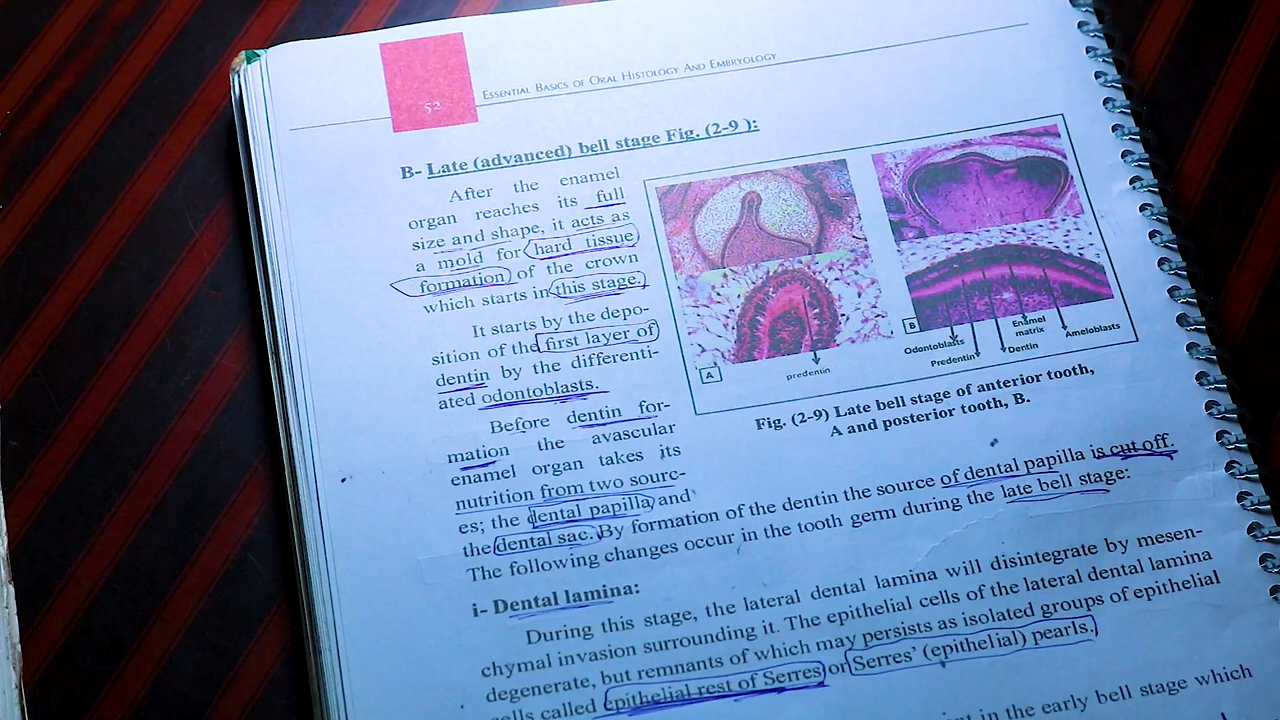 52
ESSENTIAL BASICS OF ORAL HISTOLOGY AND EMBRYOLOGY
B- Late (advanced) bell stage Fig. (2-9 ):
After the enamel
organ reaches its full
size and shape, it acts as
a mold for hard tissue
formation of the crown
which starts in this stage.
It starts by the depo-
sition of the first layer of
dentin by the differenti-
ated odontoblasts.
Before dentin for-
mation the avascular
enamel organ takes its
nutrition from two sourc-
es; the dental papilla and
the dental sac. By formation of the dentin the source of dental papilla is cut off.
The following changes occur in the tooth germ during the late bell stage:
A
predentin
B
Odontoblasts
Predentin
Enamel
matrix
Dentin
Ameloblasts
Fig. (2-9) Late bell stage of anterior tooth,
A and posterior tooth, B.
i- Dental lamina:
During this stage, the lateral dental lamina will disintegrate by mesen-
chymal invasion surrounding it. The epithelial cells of the lateral dental lamina
degenerate, but remnants of which may persists as isolated groups of epithelial
cells called epithelial rest of Serres or Serres' (epithelial) pearls.
in the early bell stage which